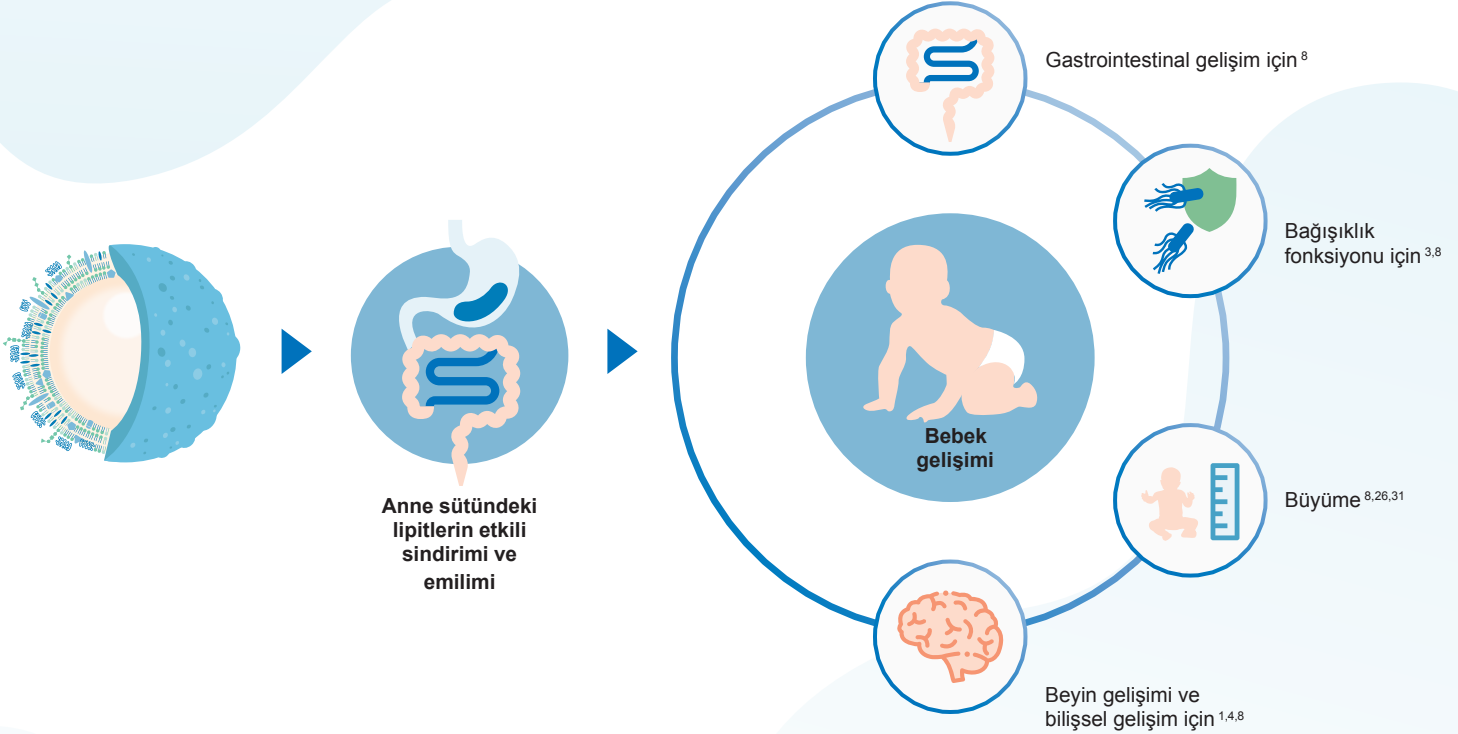 Gastrointestinal gelişim için 8
Bağışıklık
fonksiyonu için 3,8
Bebek
gelişimi
Anne sütündeki
lipitlerin etkili
sindirimi ve
emilimi
Büyüme 8,26,31
Beyin gelişimi ve
bilişsel gelişim için 1,4,8